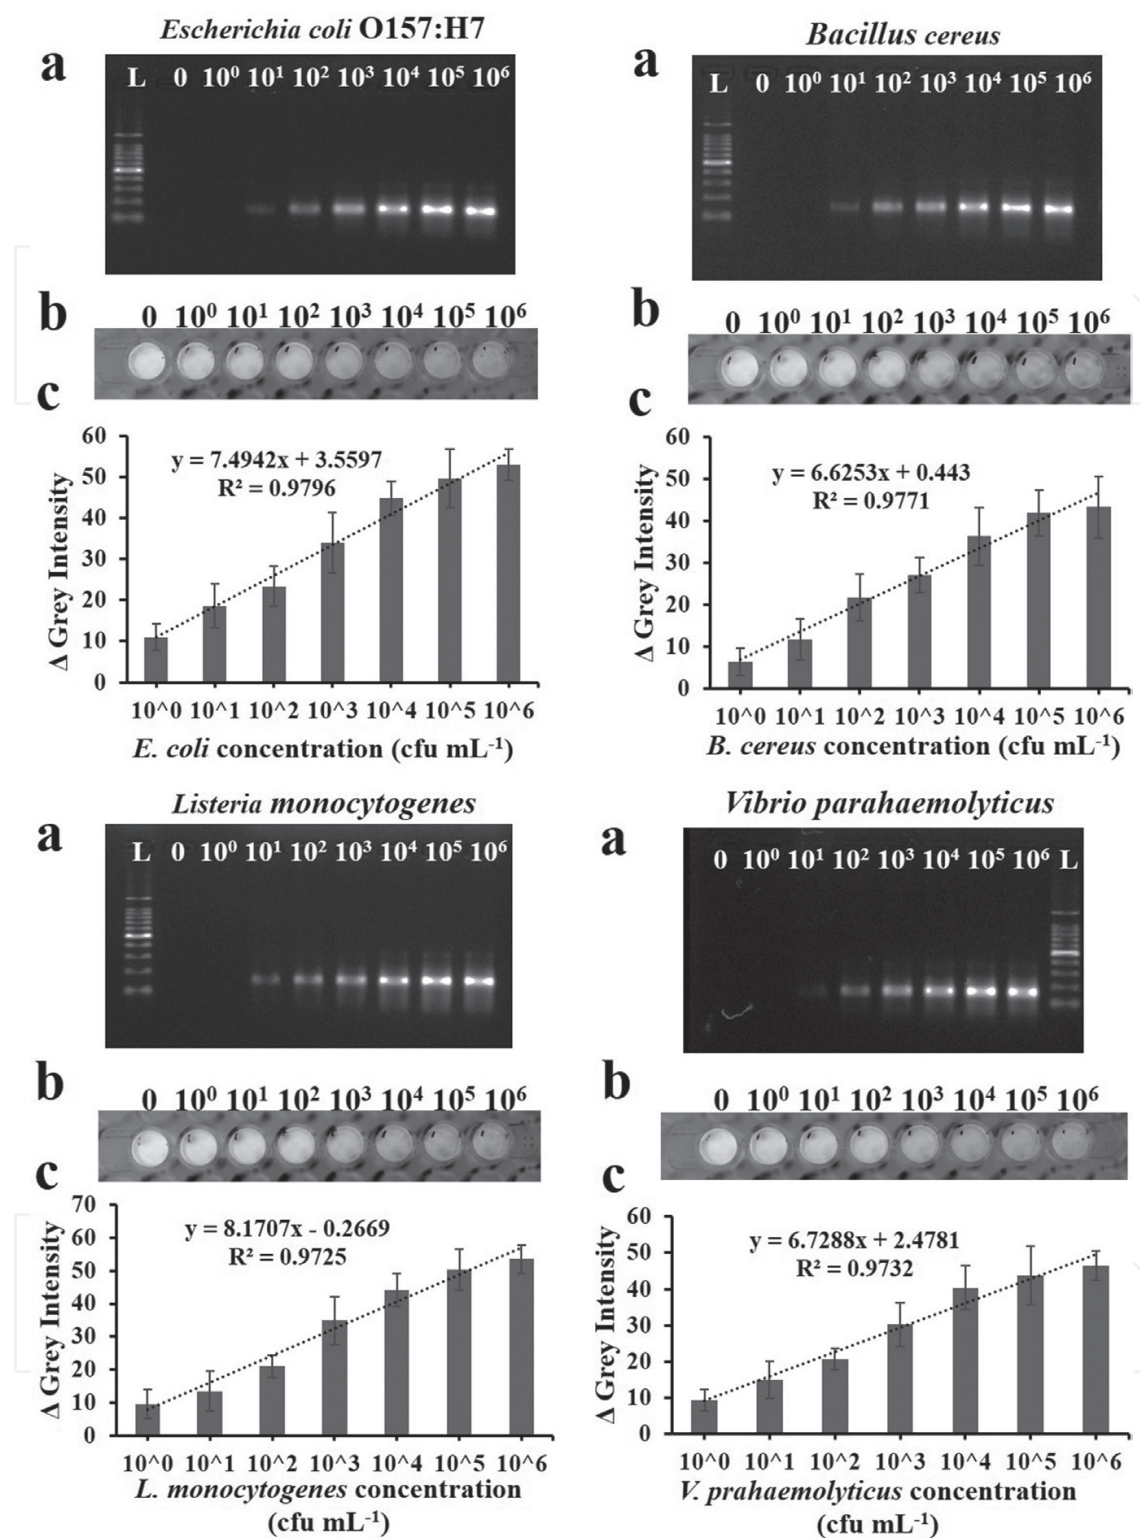 Escherichia coli O157:H7
a
L 0 10⁰ 10¹ 10² 10³ 10⁴ 10⁵ 10⁶
b
0 10⁰ 10¹ 10² 10³ 10⁴ 10⁵ 10⁶
c
60
50
40
30
20
10
0
Δ Grey Intensity
y = 7.4942x + 3.5597
R² = 0.9796
10^0 10^1 10^2 10^3 10^4 10^5 10^6
E. coli concentration (cfu mL⁻¹)
Bacillus cereus
a
L 0 10⁰ 10¹ 10² 10³ 10⁴ 10⁵ 10⁶
b
0 10⁰ 10¹ 10² 10³ 10⁴ 10⁵ 10⁶
c
60
50
40
30
20
10
0
Δ Grey Intensity
y = 6.6253x + 0.443
R² = 0.9771
10^0 10^1 10^2 10^3 10^4 10^5 10^6
B. cereus concentration (cfu mL⁻¹)
Listeria monocytogenes
a
L 0 10⁰ 10¹ 10² 10³ 10⁴ 10⁵ 10⁶
b
0 10⁰ 10¹ 10² 10³ 10⁴ 10⁵ 10⁶
c
70
60
50
40
30
20
10
0
Δ Grey Intensity
y = 8.1707x - 0.2669
R² = 0.9725
10^0 10^1 10^2 10^3 10^4 10^5 10^6
L. monocytogenes concentration
(cfu mL⁻¹)
Vibrio parahaemolyticus
a
0 10⁰ 10¹ 10² 10³ 10⁴ 10⁵ 10⁶ L
b
0 10⁰ 10¹ 10² 10³ 10⁴ 10⁵ 10⁶
c
60
50
40
30
20
10
0
Δ Grey Intensity
y = 6.7288x + 2.4781
R² = 0.9732
10^0 10^1 10^2 10^3 10^4 10^5 10^6
V. prahaemolyticus concentration
(cfu mL⁻¹)